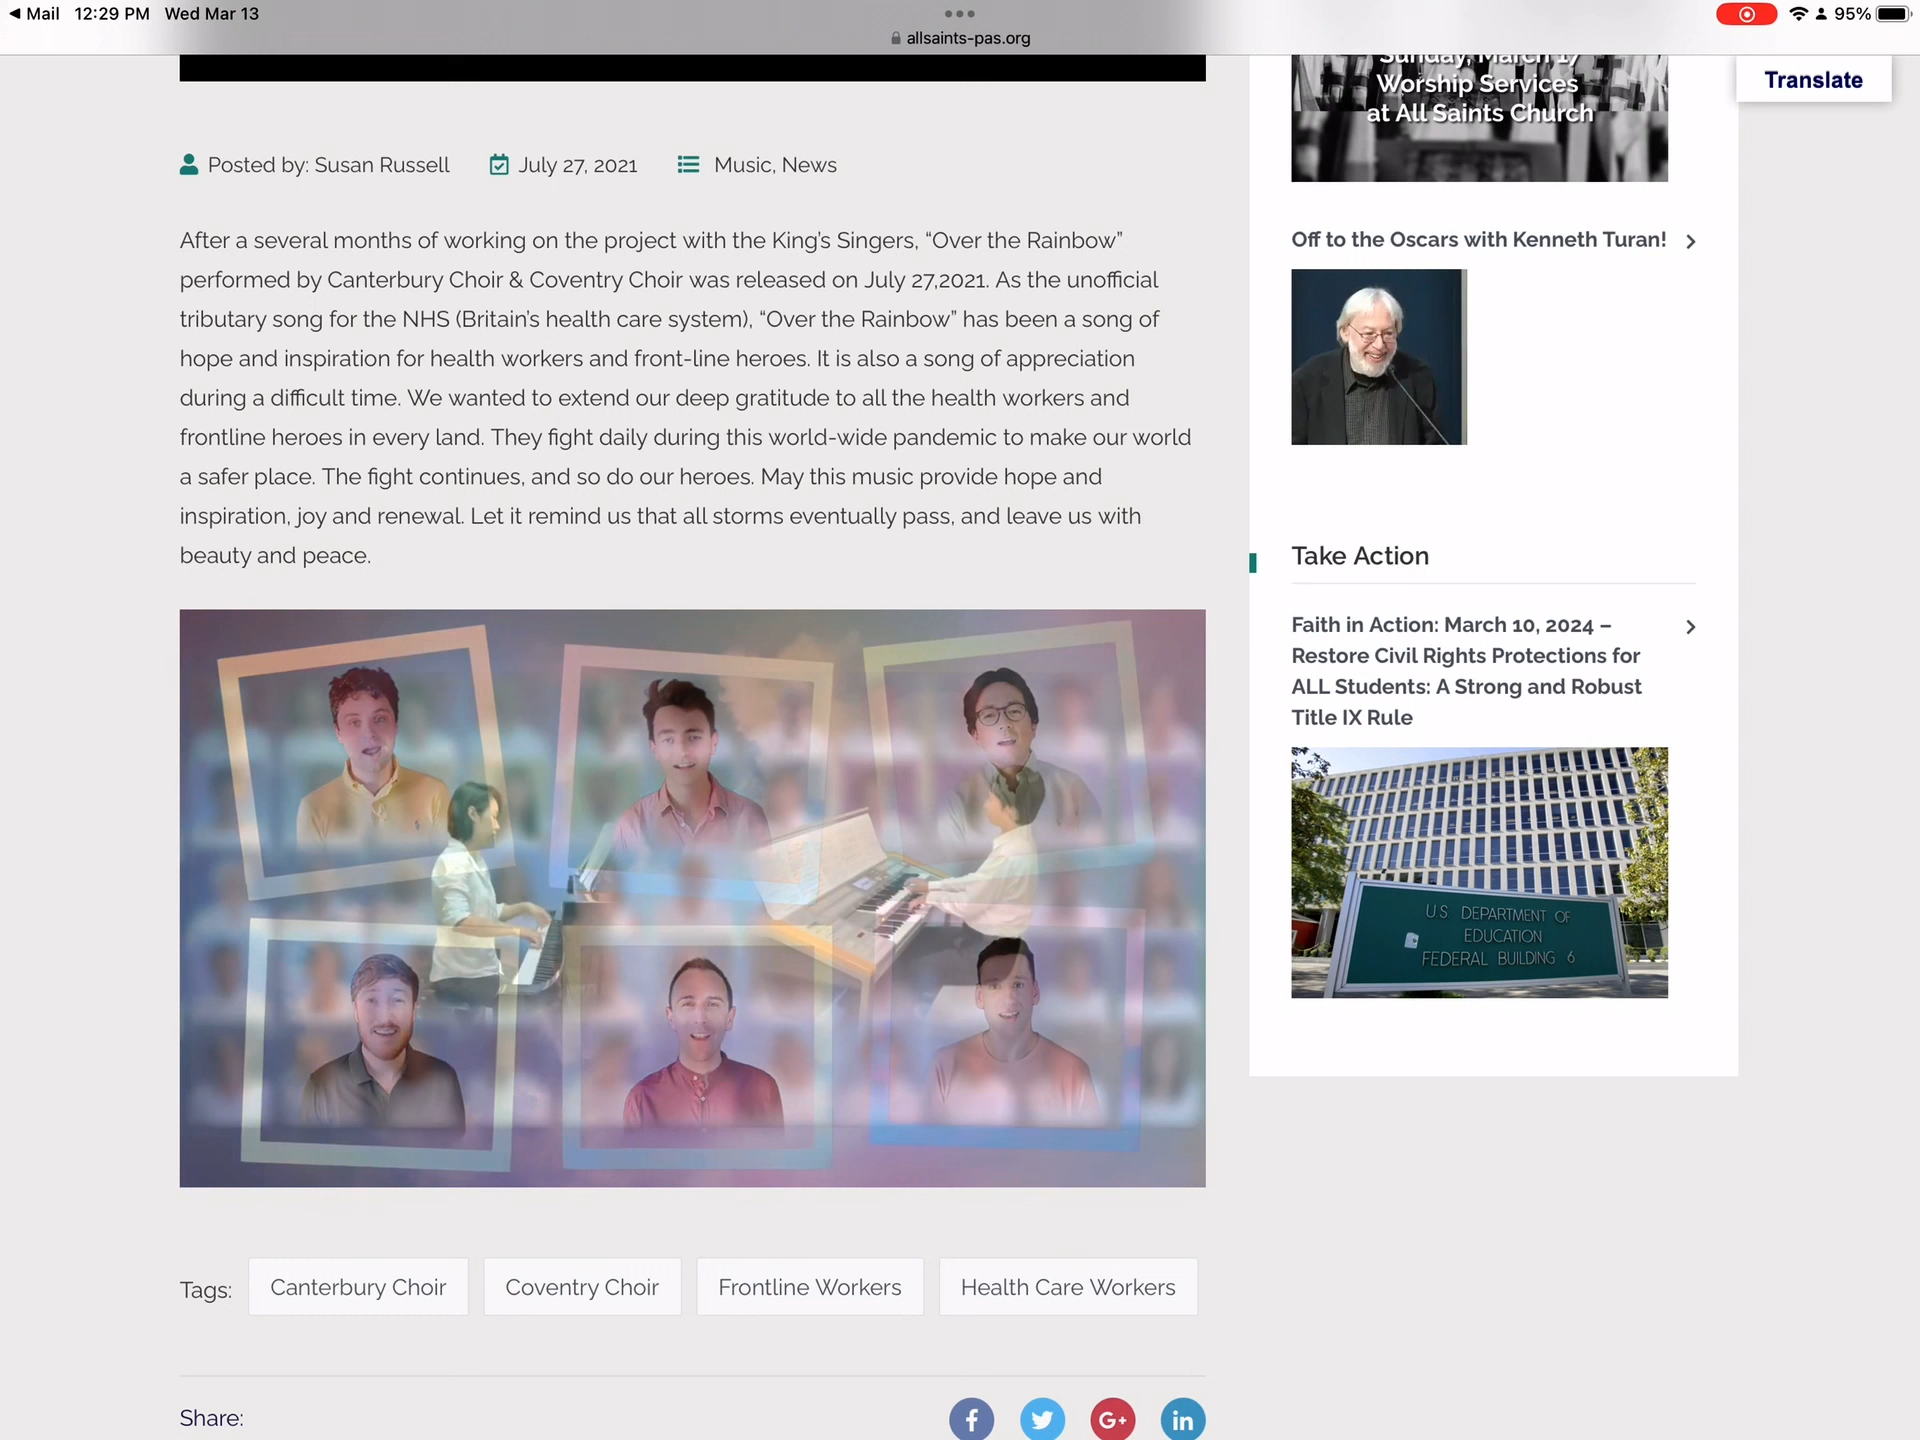 Mail 12:29 PM Wed Mar 13
95%
allsaints-pas.org
Translate
Posted by: Susan Russell July 27, 2021 Music, News
After a several months of working on the project with the King’s Singers, “Over the Rainbow”
performed by Canterbury Choir & Coventry Choir was released on July 27,2021. As the unofficial
tributary song for the NHS (Britain’s health care system), “Over the Rainbow” has been a song of
hope and inspiration for health workers and front-line heroes. It is also a song of appreciation
during a difficult time. We wanted to extend our deep gratitude to all the health workers and
frontline heroes in every land. They fight daily during this world-wide pandemic to make our world
a safer place. The fight continues, and so do our heroes. May this music provide hope and
inspiration, joy and renewal. Let it remind us that all storms eventually pass, and leave us with
beauty and peace.
Tags: Canterbury Choir Coventry Choir Frontline Workers Health Care Workers
Share:
f
G+
in
Sunday, March 17
Worship Services
at All Saints Church
Off to the Oscars with Kenneth Turan!
Take Action
Faith in Action: March 10, 2024 –
Restore Civil Rights Protections for
ALL Students: A Strong and Robust
Title IX Rule
U.S DEPARTMENT OF
EDUCATION
FEDERAL BUILDING 6